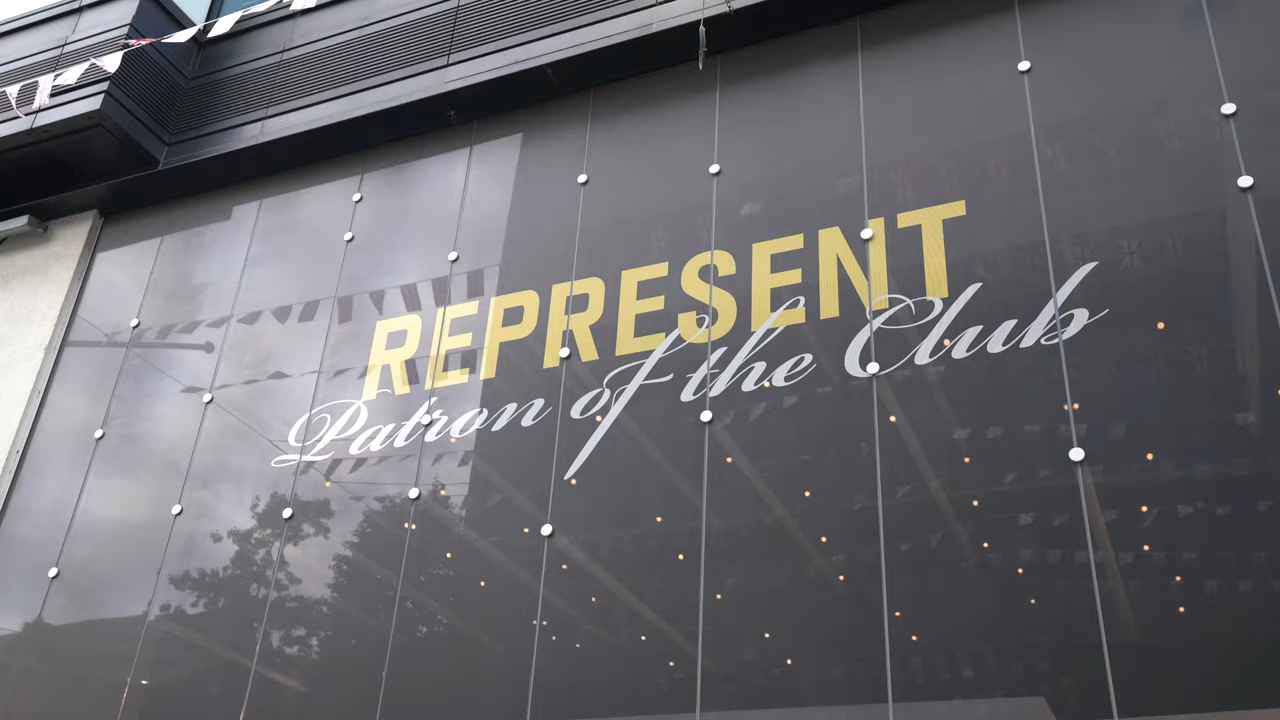 REPRESENT
Patron of the Club